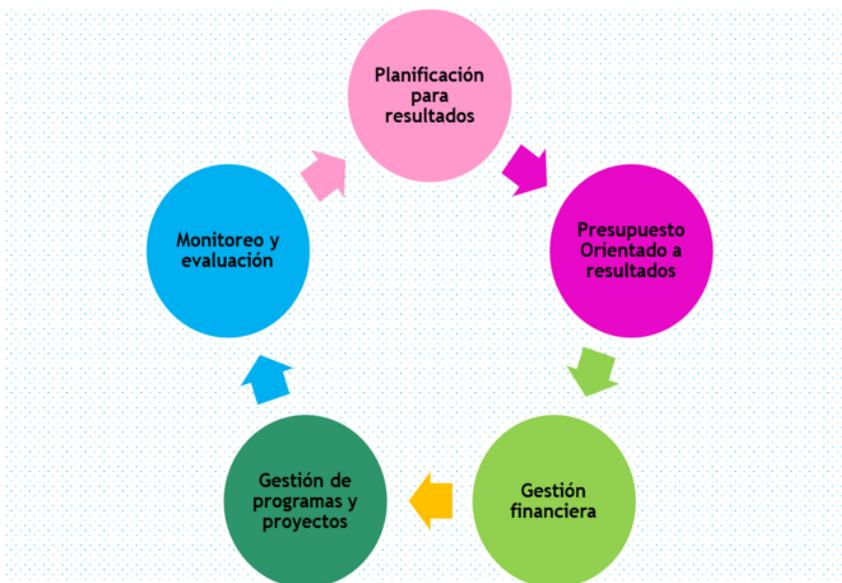 Planificación
para
resultados
Presupuesto
Orientado a
resultados
Gestión
financiera
Gestión de
programas y
proyectos
Monitoreo y
evaluación